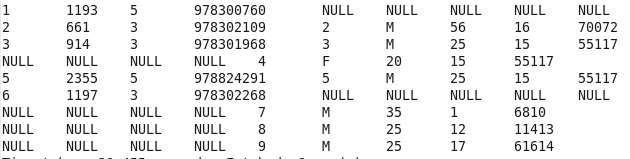 1 1193 5 978300760 NULL NULL NULL NULL NULL
2 661 3 978302109 2 M 56 16 70072
3 914 3 978301968 3 M 25 15 55117
NULL NULL NULL NULL 4 F 20 15 55117
5 2355 5 978824291 5 M 25 15 55117
6 1197 3 978302268 NULL NULL NULL NULL NULL
NULL NULL NULL NULL 7 M 35 1 6810
NULL NULL NULL NULL 8 M 25 12 11413
NULL NULL NULL NULL 9 M 25 17 61614